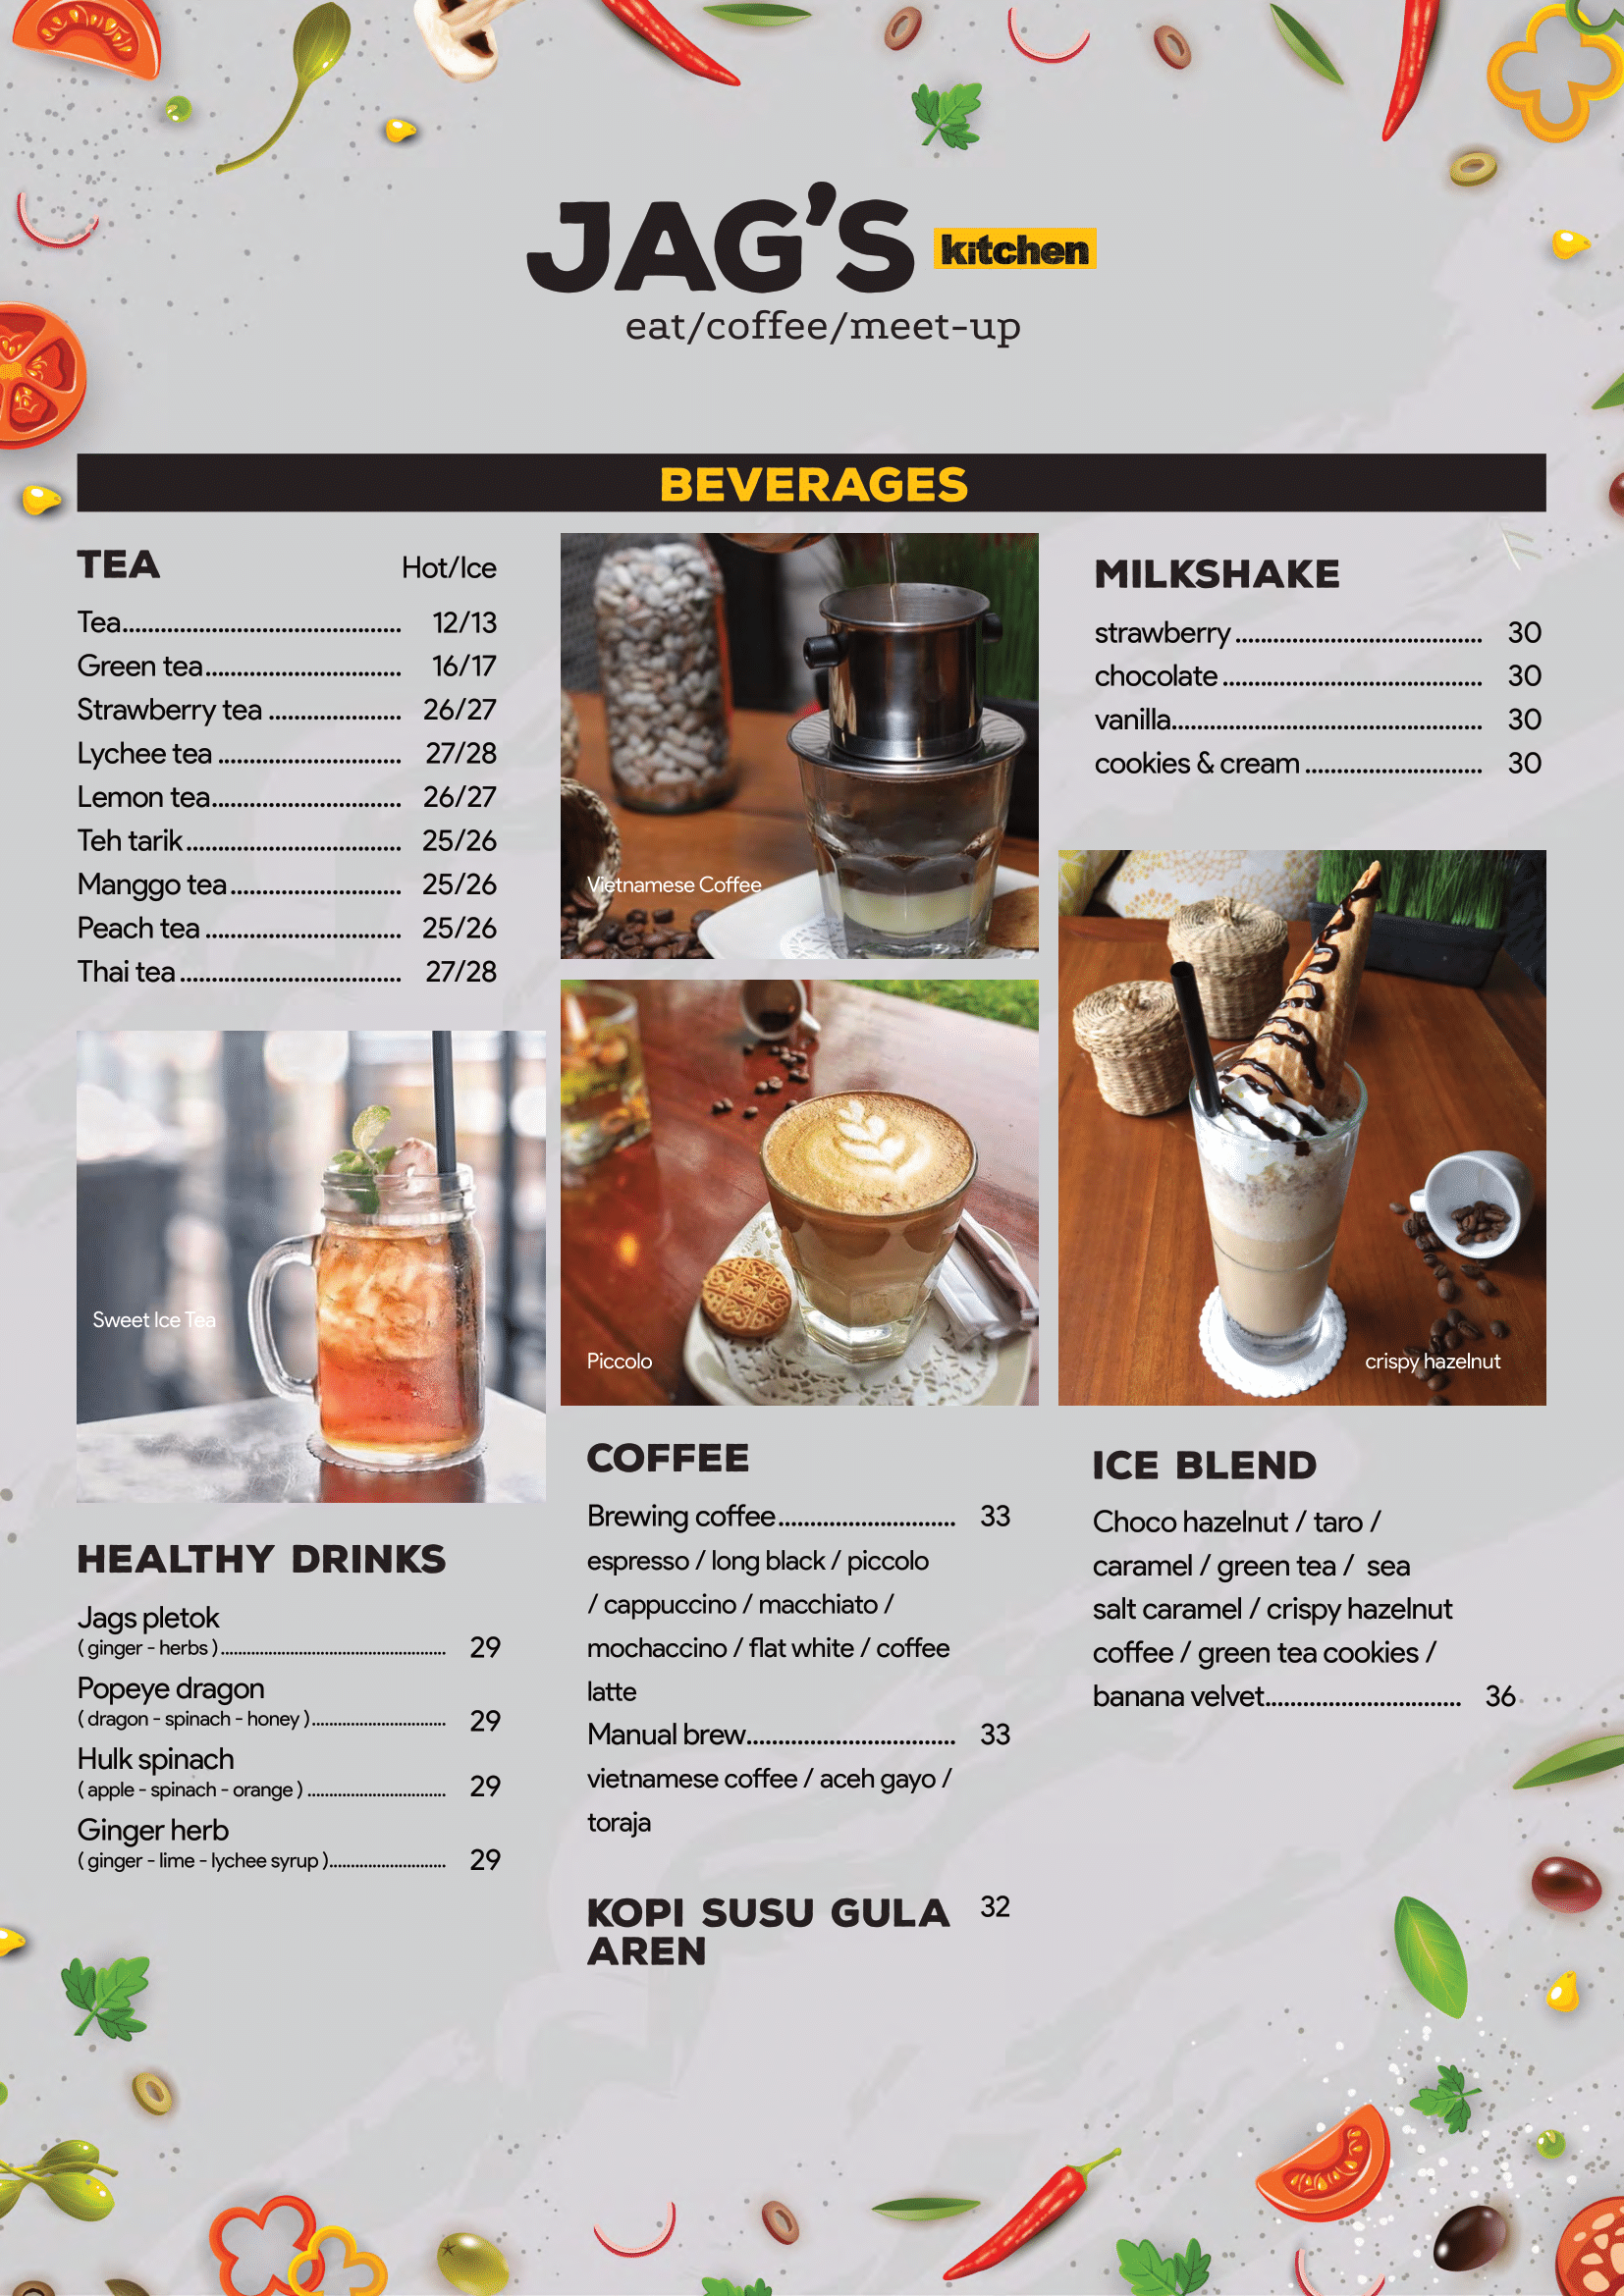 JAG'S kitchen
eat/coffee/meet-up
BEVERAGES
TEA Hot/Ice
Tea 12/13
Green tea 16/17
Strawberry tea 26/27
Lychee tea 27/28
Lemon tea 26/27
Teh tarik 25/26
Manggo tea 25/26
Peach tea 25/26
Thai tea 27/28
Sweet Ice Tea
HEALTHY DRINKS
Jags pletok
( ginger - herbs ) 29
Popeye dragon
( dragon - spinach - honey ) 29
Hulk spinach
( apple - spinach - orange ) 29
Ginger herb
( ginger - lime - lychee syrup ) 29
Vietnamese Coffee
Piccolo
COFFEE
Brewing coffee 33
espresso / long black / piccolo
/ cappuccino / macchiato /
mochaccino / flat white / coffee
latte
Manual brew 33
vietnamese coffee / aceh gayo /
toraja
KOPI SUSU GULA 32
AREN
MILKSHAKE
strawberry 30
chocolate 30
vanilla 30
cookies & cream 30
crispy hazelnut
ICE BLEND
Choco hazelnut / taro /
caramel / green tea / sea
salt caramel / crispy hazelnut
coffee / green tea cookies /
banana velvet 36